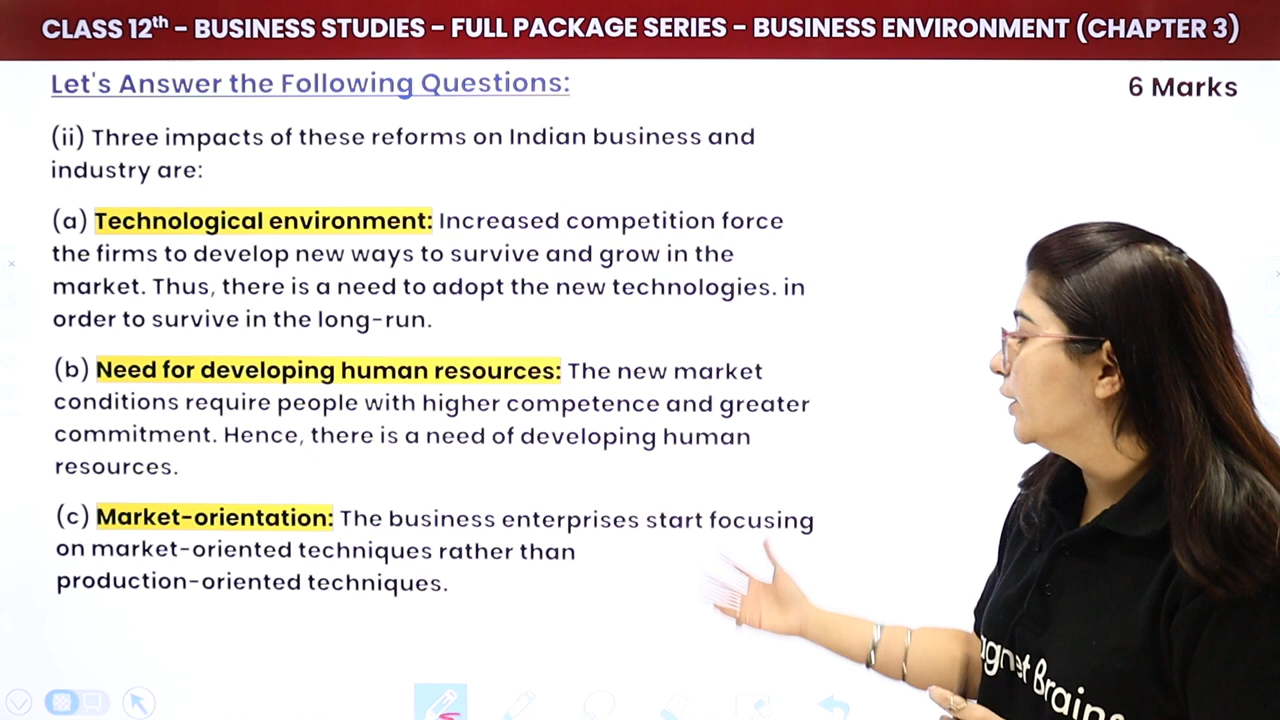 CLASS 12th - BUSINESS STUDIES - FULL PACKAGE SERIES - BUSINESS ENVIRONMENT (CHAPTER 3)
Let's Answer the Following Questions:
6 Marks
(ii) Three impacts of these reforms on Indian business and
industry are:
(a) Technological environment: Increased competition force
the firms to develop new ways to survive and grow in the
market. Thus, there is a need to adopt the new technologies. in
order to survive in the long-run.
(b) Need for developing human resources: The new market
conditions require people with higher competence and greater
commitment. Hence, there is a need of developing human
resources.
(c) Market-orientation: The business enterprises start focusing
on market-oriented techniques rather than
production-oriented techniques.
agnet Brains